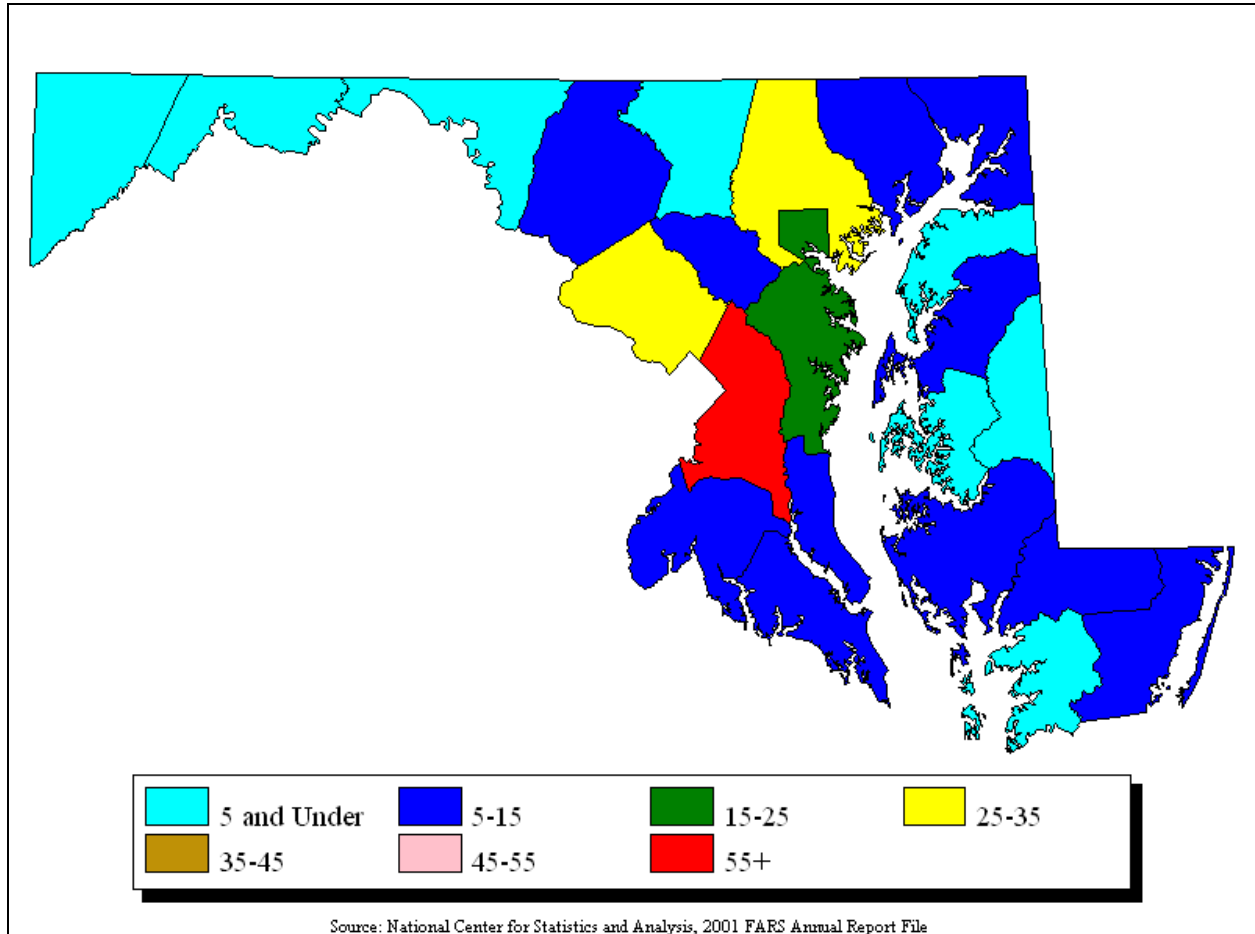 5 and Under 5-15 15-25 25-35
35-45 45-55 55+
Source: National Center for Statistics and Analysis, 2001 FARS Annual Report File